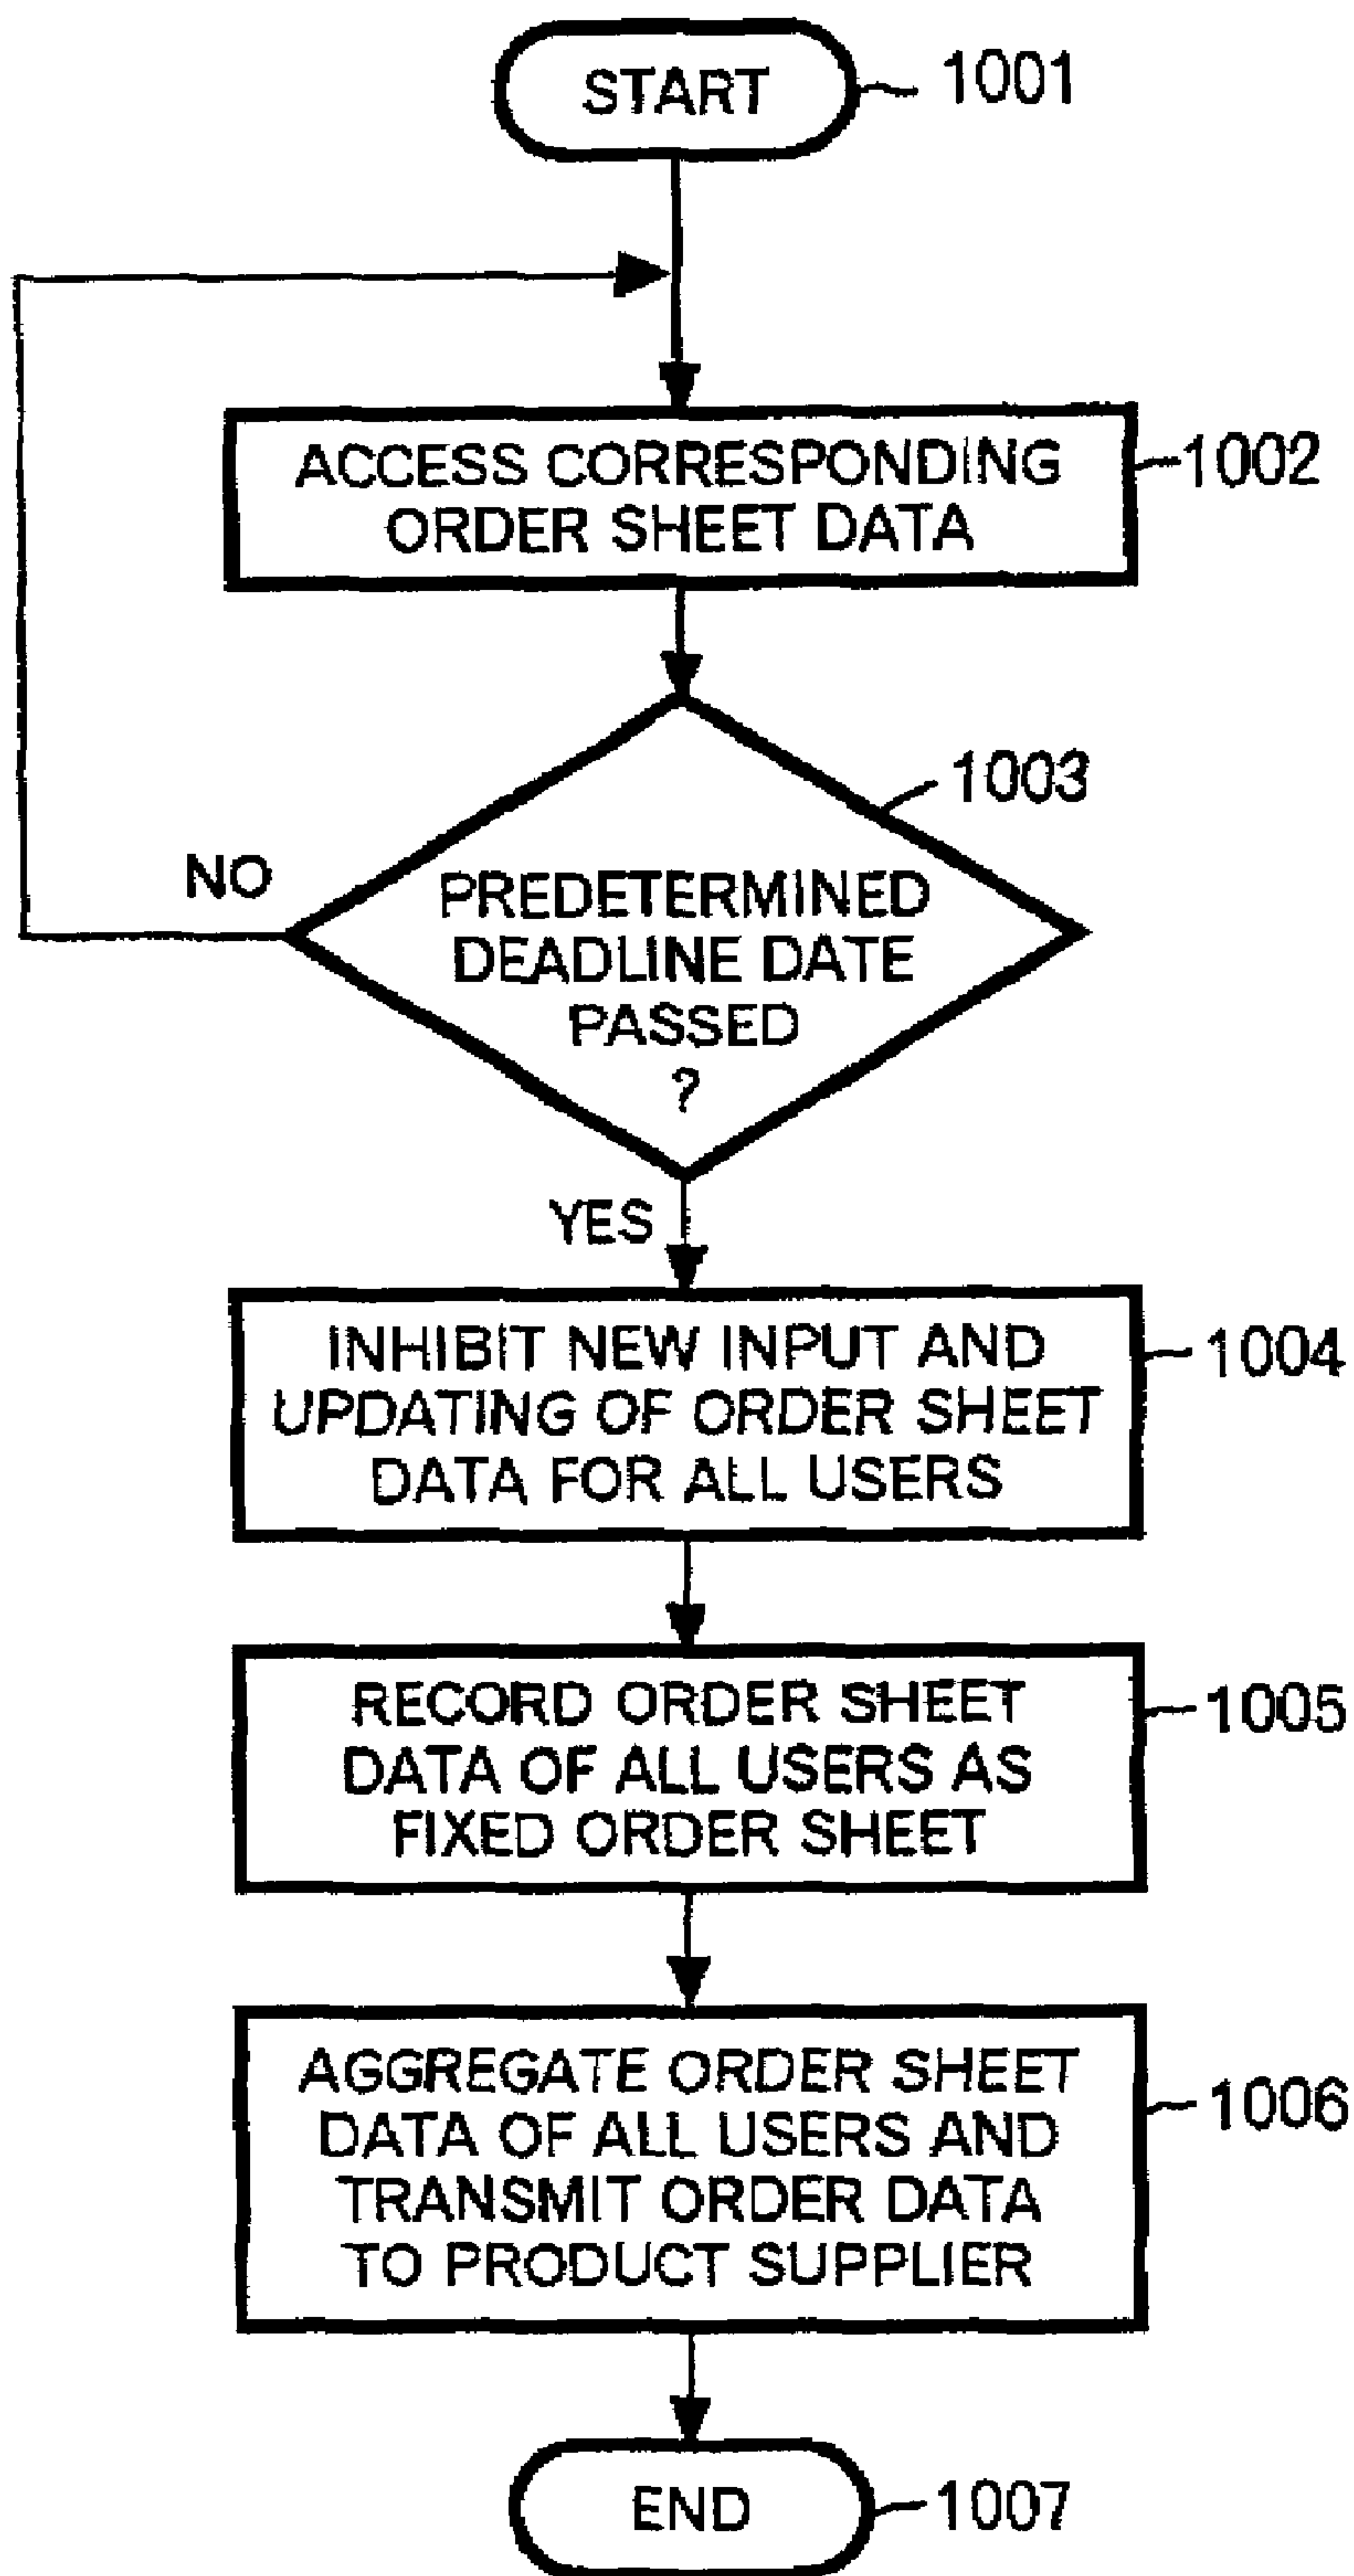 START
1001
ACCESS CORRESPONDING
ORDER SHEET DATA
1002
1003
PREDETERMINED
DEADLINE DATE
PASSED
?
NO
YES
INHIBIT NEW INPUT AND
UPDATING OF ORDER SHEET
DATA FOR ALL USERS
1004
RECORD ORDER SHEET
DATA OF ALL USERS AS
FIXED ORDER SHEET
1005
AGGREGATE ORDER SHEET
DATA OF ALL USERS AND
TRANSMIT ORDER DATA
TO PRODUCT SUPPLIER
1006
END
1007